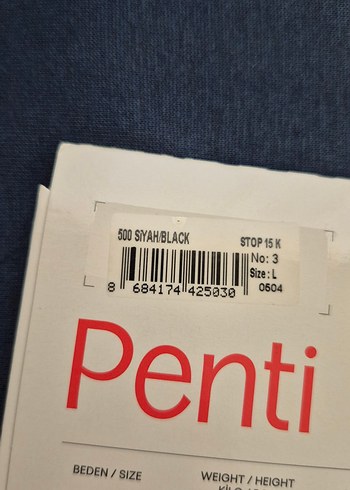 500 SİYAH/BLACK STOP 15 K
No: 3
Size : L
8 684174 425030 0504
Penti
BEDEN / SIZE WEIGHT / HEIGHT